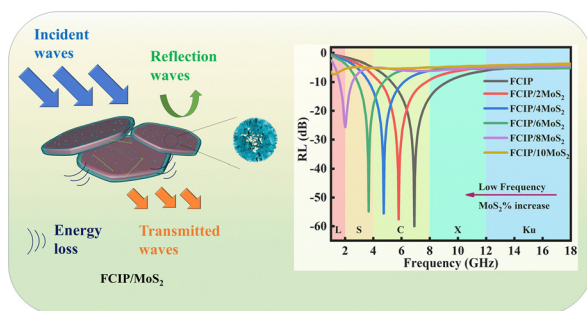 Incident
waves
Reflection
waves
Energy
loss
Transmitted
waves
FCIP/MoS₂
RL (dB)
0
-10
-20
-30
-40
-50
-60
FCIP
FCIP/2MoS₂
FCIP/4MoS₂
FCIP/6MoS₂
FCIP/8MoS₂
FCIP/10MoS₂
Low Frequency
MoS₂% increase
L S C X Ku
2 4 6 8 10 12 14 16 18
Frequency (GHz)